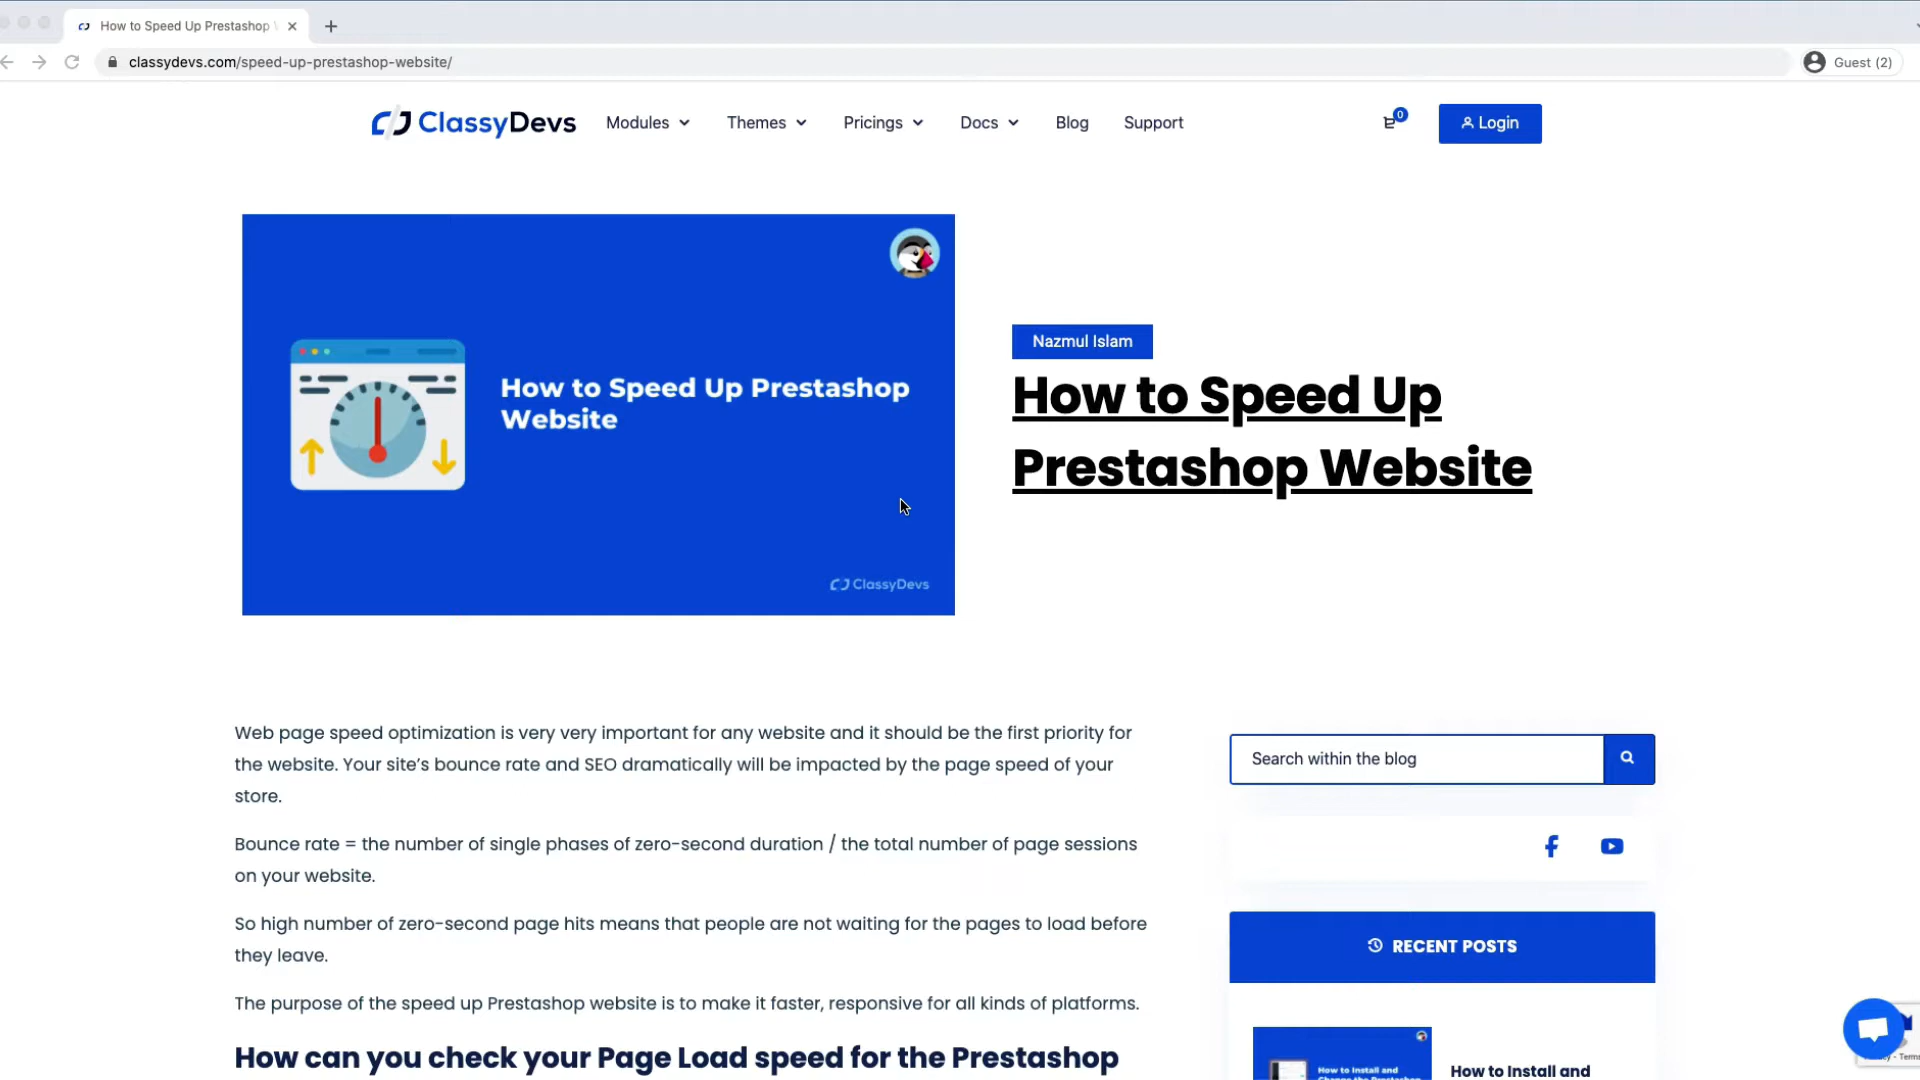 How to Speed Up Prestashop
classydevs.com/speed-up-prestashop-website/
Guest (2)
ClassyDevs
Modules
Themes
Pricings
Docs
Blog
Support
0
Login
How to Speed Up Prestashop
Website
ClassyDevs
Nazmul Islam
How to Speed Up
Prestashop Website
Web page speed optimization is very very important for any website and it should be the first priority for
the website. Your site’s bounce rate and SEO dramatically will be impacted by the page speed of your
store.
Bounce rate = the number of single phases of zero-second duration / the total number of page sessions
on your website.
So high number of zero-second page hits means that people are not waiting for the pages to load before
they leave.
The purpose of the speed up Prestashop website is to make it faster, responsive for all kinds of platforms.
How can you check your Page Load speed for the Prestashop
Search within the blog
RECENT POSTS
How to Install and
How to Install and